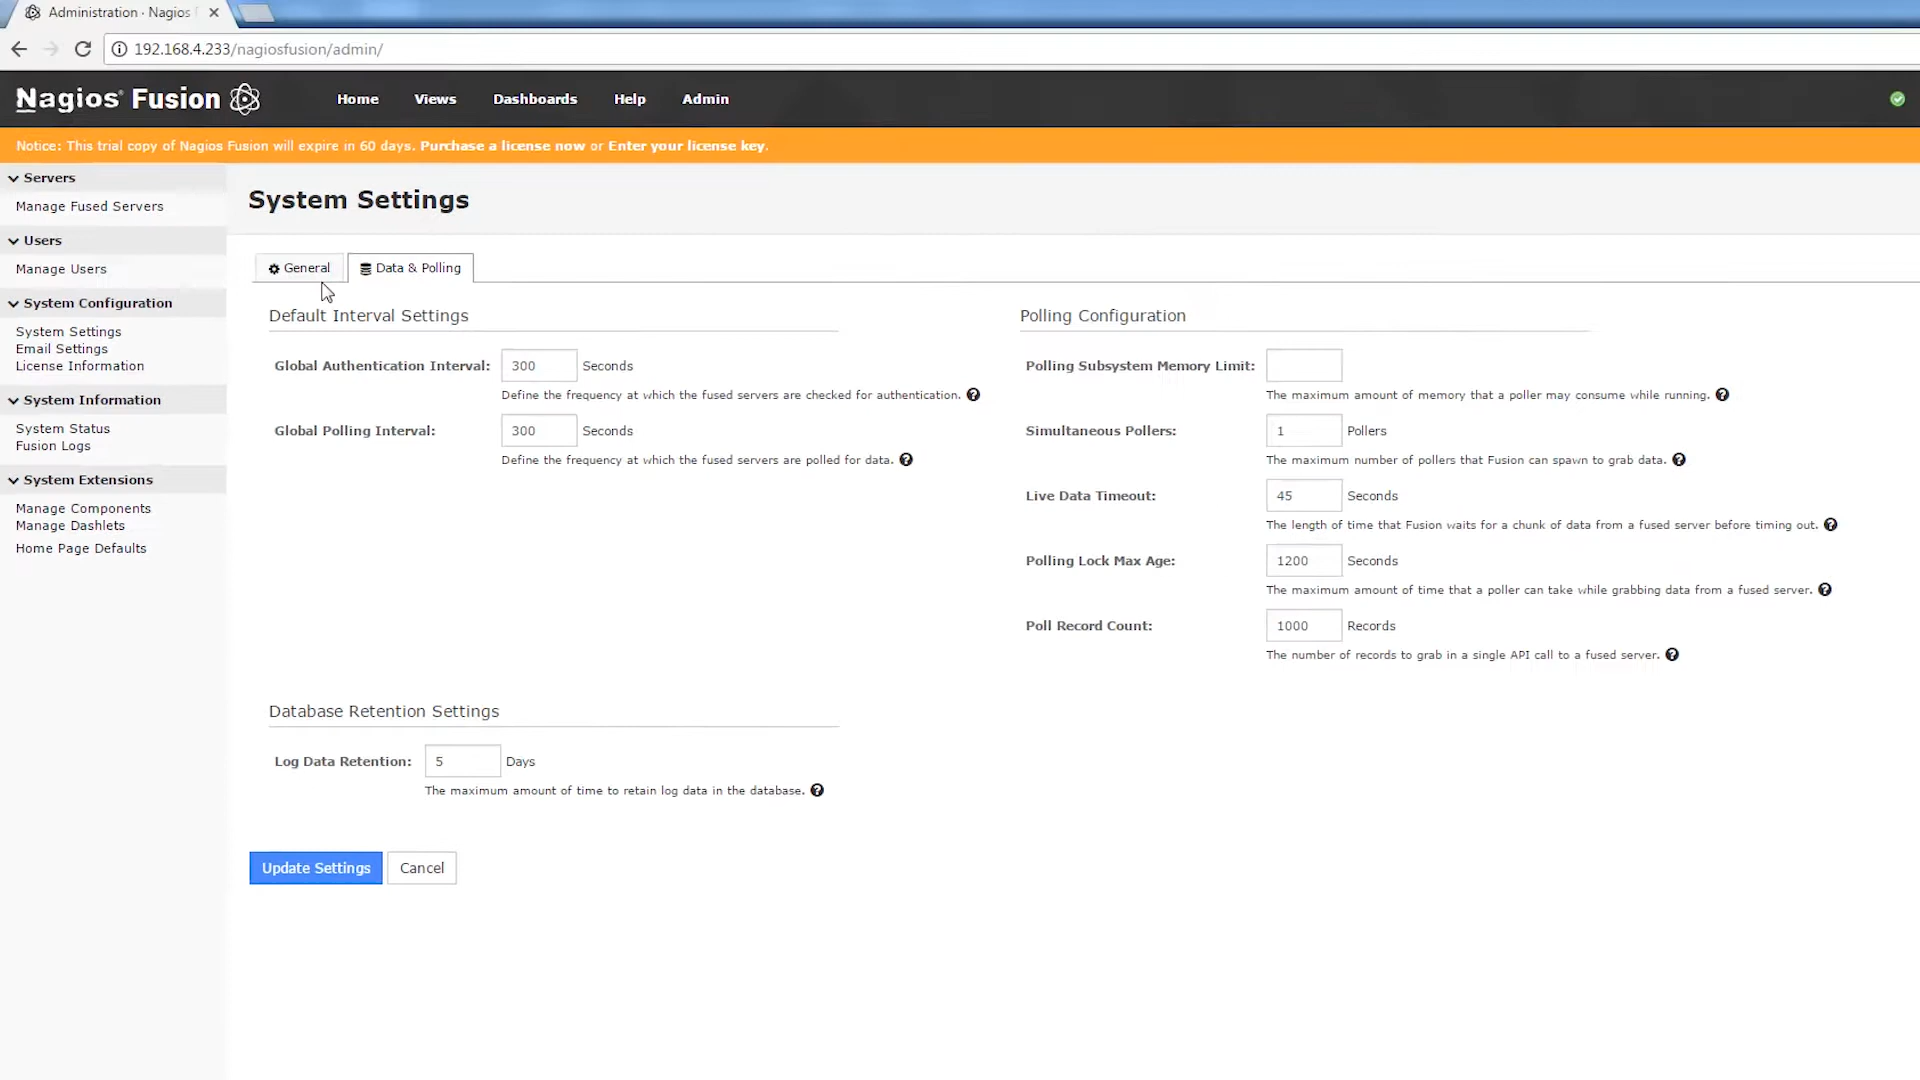 Administration · Nagios
192.168.4.233/nagiosfusion/admin/
Nagios® Fusion
Home
Views
Dashboards
Help
Admin
Notice: This trial copy of Nagios Fusion will expire in 60 days. Purchase a license now or Enter your license key.
Servers
Manage Fused Servers
Users
Manage Users
System Configuration
System Settings
Email Settings
License Information
System Information
System Status
Fusion Logs
System Extensions
Manage Components
Manage Dashlets
Home Page Defaults
System Settings
General
Data & Polling
Default Interval Settings
Global Authentication Interval: 300 Seconds
Define the frequency at which the fused servers are checked for authentication.
Global Polling Interval: 300 Seconds
Define the frequency at which the fused servers are polled for data.
Polling Configuration
Polling Subsystem Memory Limit:
The maximum amount of memory that a poller may consume while running.
Simultaneous Pollers: 1 Pollers
The maximum number of pollers that Fusion can spawn to grab data.
Live Data Timeout: 45 Seconds
The length of time that Fusion waits for a chunk of data from a fused server before timing out.
Polling Lock Max Age: 1200 Seconds
The maximum amount of time that a poller can take while grabbing data from a fused server.
Poll Record Count: 1000 Records
The number of records to grab in a single API call to a fused server.
Database Retention Settings
Log Data Retention: 5 Days
The maximum amount of time to retain log data in the database.
Update Settings
Cancel